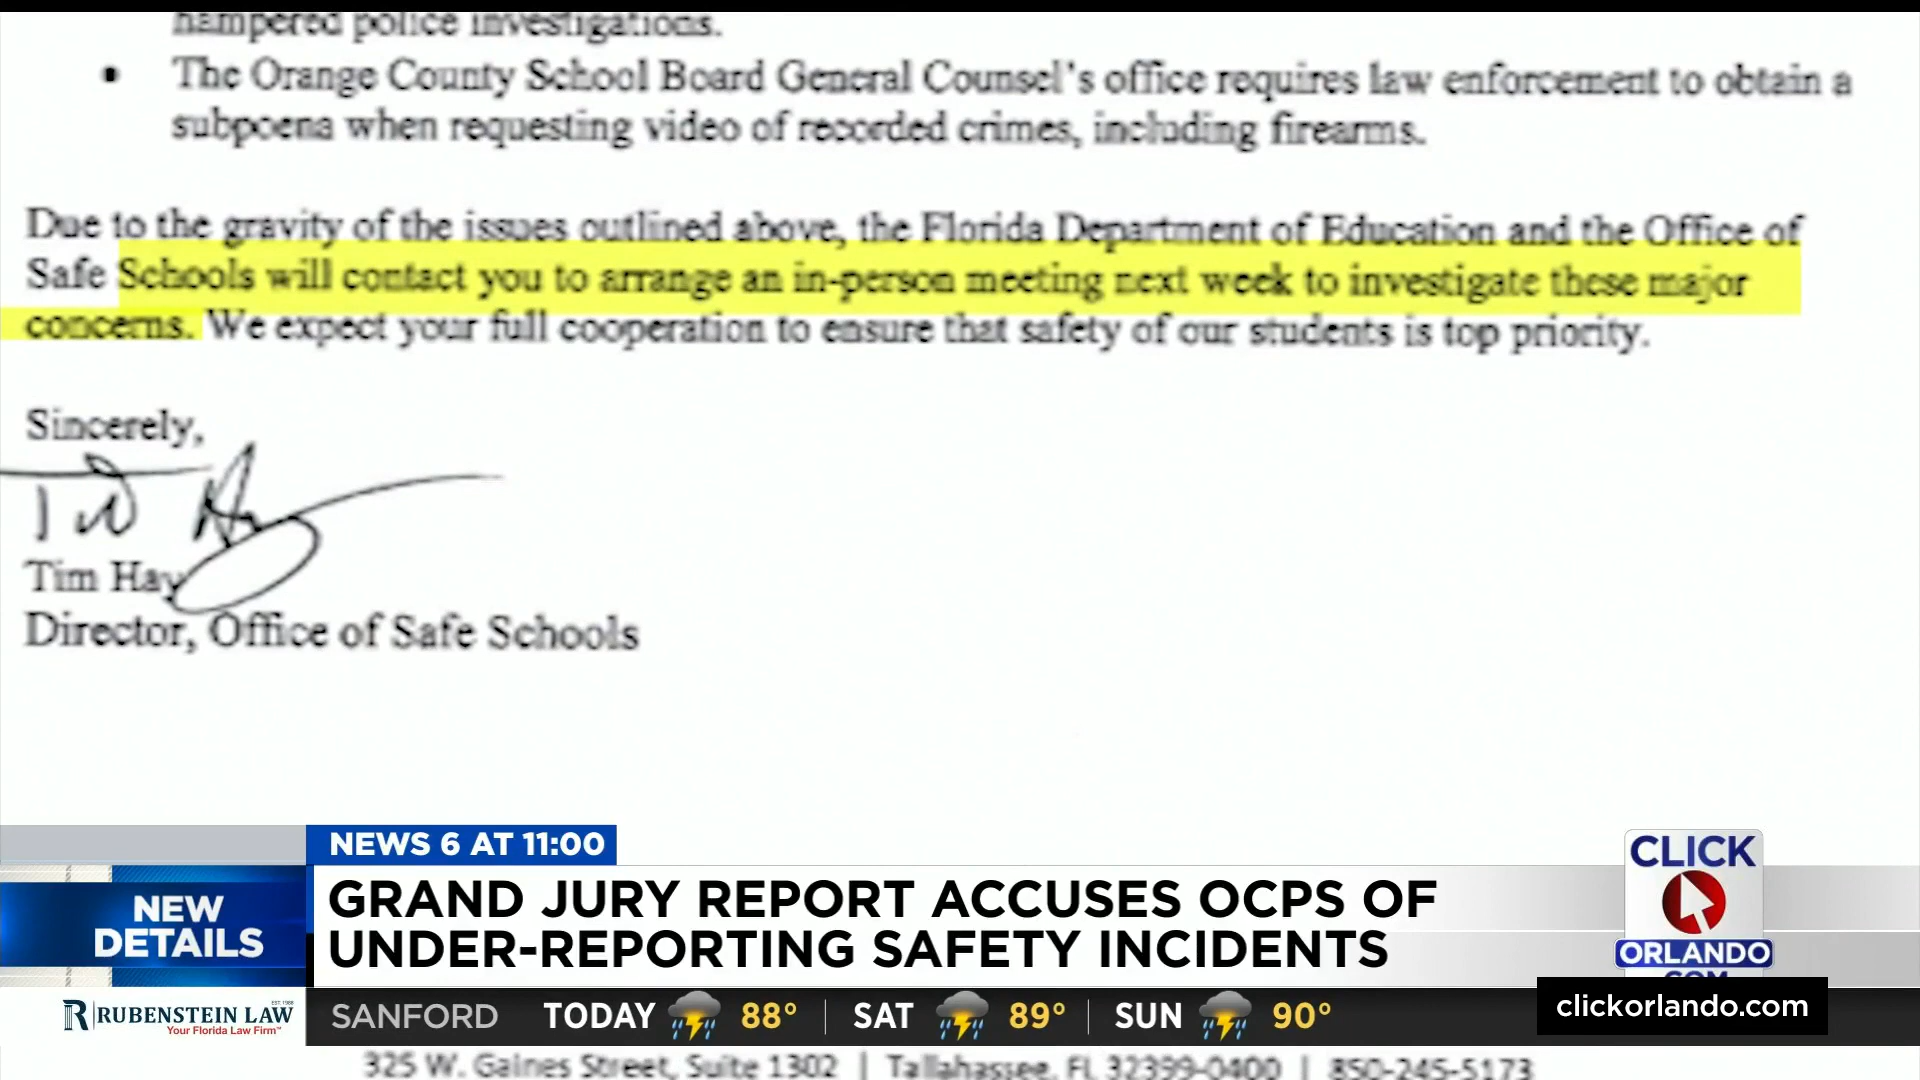 hampered police investigations.
• The Orange County School Board General Counsel's office requires law enforcement to obtain a
subpoena when requesting video of recorded crimes, including firearms.
Due to the gravity of the issues outlined above, the Florida Department of Education and the Office of
Safe Schools will contact you to arrange an in-person meeting next week to investigate these major
concerns. We expect your full cooperation to ensure that safety of our students is top priority.
Sincerely,
Tim Hay
Director, Office of Safe Schools
NEWS 6 AT 11:00
NEW
DETAILS
GRAND JURY REPORT ACCUSES OCPS OF
UNDER-REPORTING SAFETY INCIDENTS
CLICK
ORLANDO
.COM
R RUBENSTEIN LAW
EST. 1988
Your Florida Law Firm™
SANFORD TODAY 88° SAT 89° SUN 90°
clickorlando.com
325 W. Gaines Street, Suite 1302 | Tallahassee, FL 32399-0400 | 850-245-5173